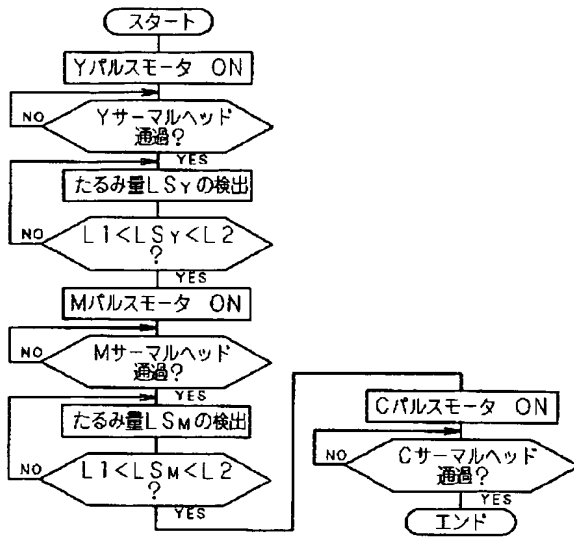 スタート
Yパルスモータ ON
Yサーマルヘッド
通過?
NO
YES
たるみ量LSYの検出
L1<LSY<L2
?
NO
YES
Mパルスモータ ON
Mサーマルヘッド
通過?
NO
YES
たるみ量LSMの検出
L1<LSM<L2
?
NO
YES
Cパルスモータ ON
Cサーマルヘッド
通過?
NO
YES
エンド